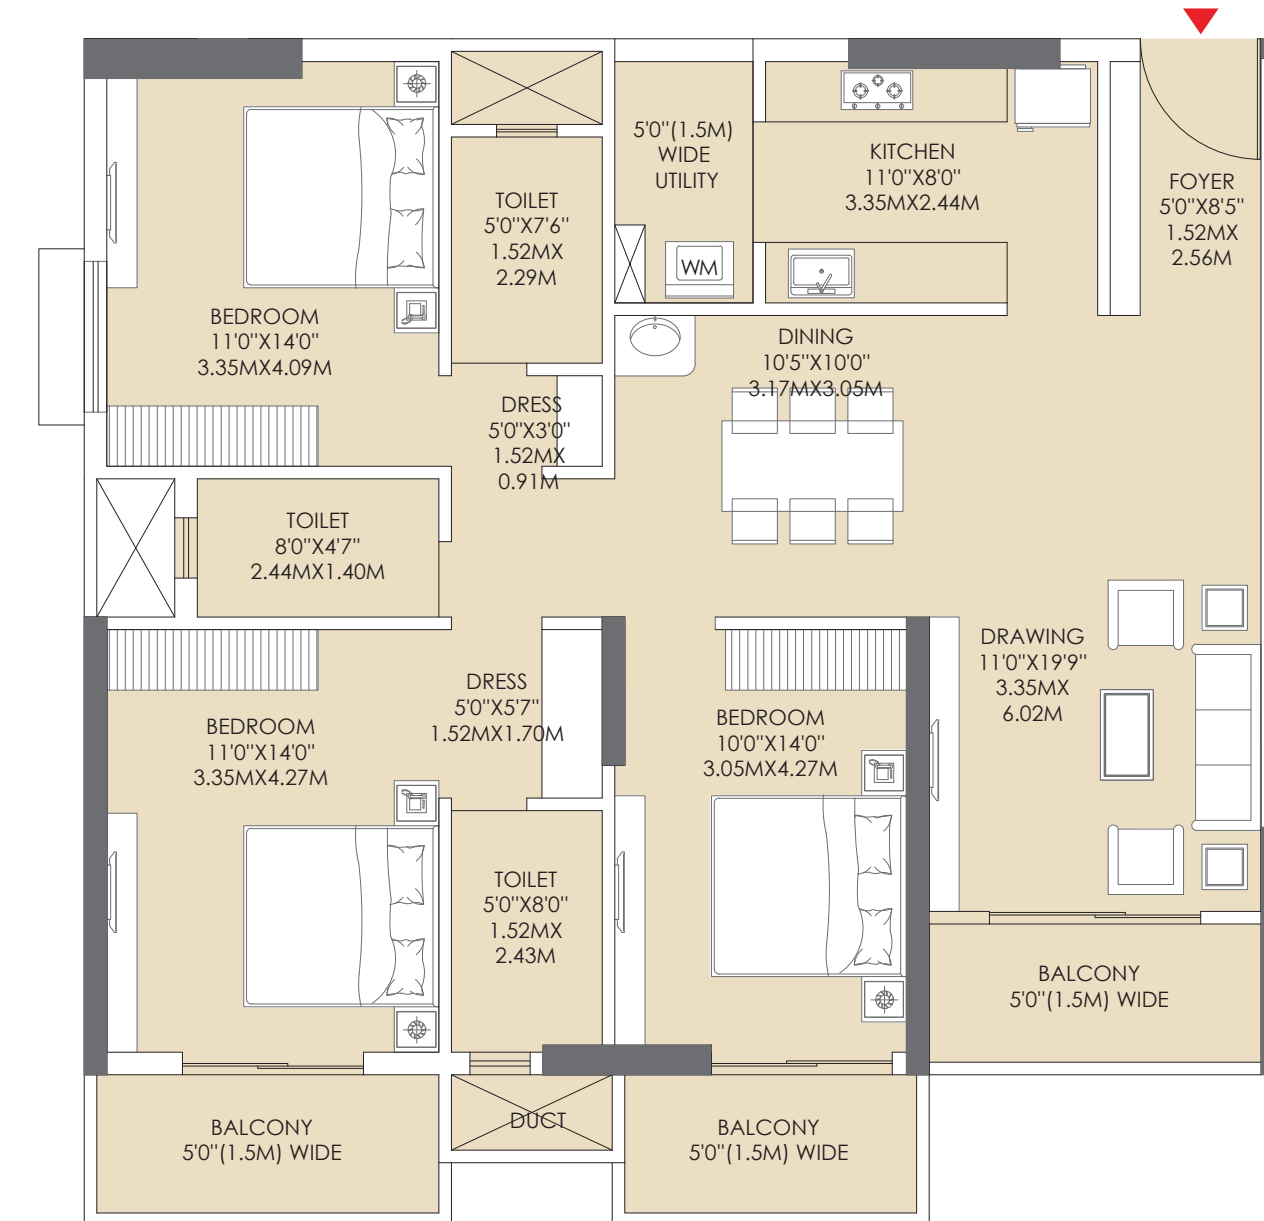 5'0"(1.5M)
WIDE
UTILITY
KITCHEN
11'0"X8'0"
3.35MX2.44M
FOYER
5'0"X8'5"
1.52MX
2.56M
TOILET
5'0"X7'6"
1.52MX
2.29M
WM
BEDROOM
11'0"X14'0"
3.35MX4.09M
DINING
10'5"X10'0"
3.17MX3.05M
DRESS
5'0"X3'0"
1.52MX
0.91M
TOILET
8'0"X4'7"
2.44MX1.40M
DRAWING
11'0"X19'9"
3.35MX
6.02M
DRESS
5'0"X5'7"
1.52MX1.70M
BEDROOM
11'0"X14'0"
3.35MX4.27M
BEDROOM
10'0"X14'0"
3.05MX4.27M
TOILET
5'0"X8'0"
1.52MX
2.43M
BALCONY
5'0"(1.5M) WIDE
BALCONY
5'0"(1.5M) WIDE
DUCT
BALCONY
5'0"(1.5M) WIDE